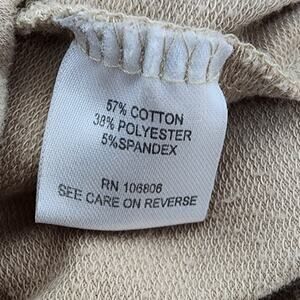 57% COTTON
38% POLYESTER
5%SPANDEX
RN 106806
SEE CARE ON REVERSE